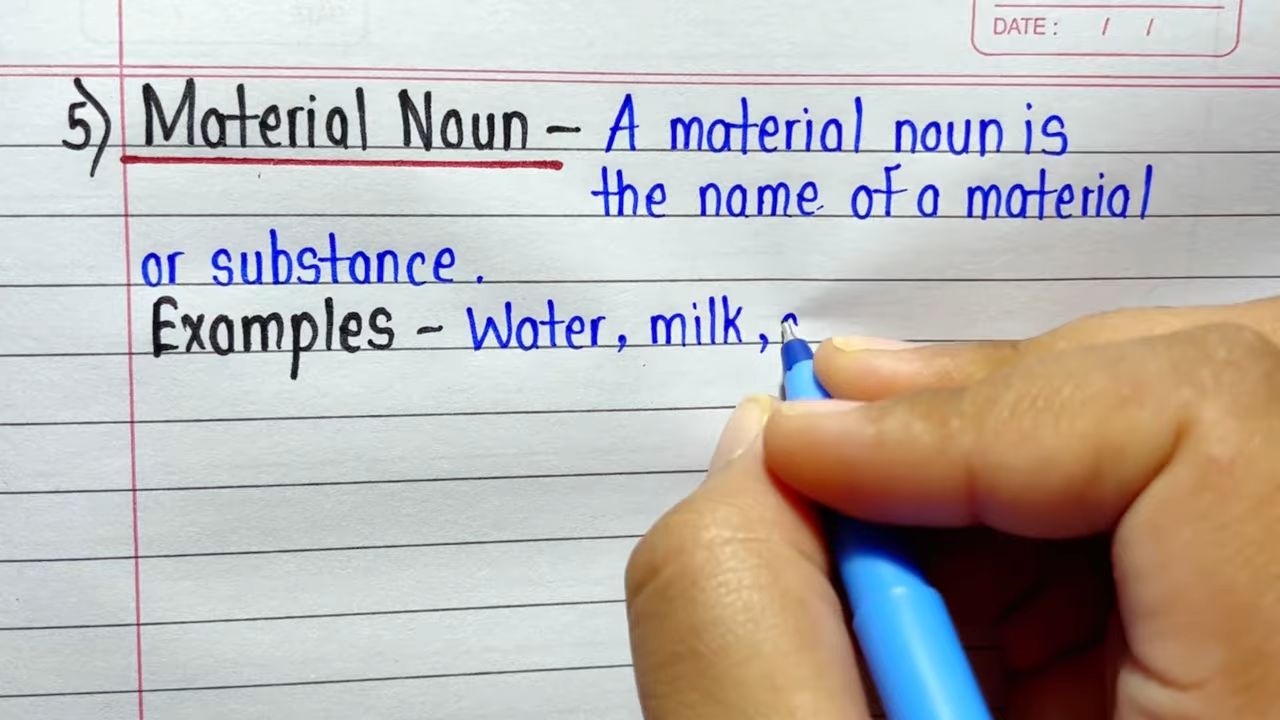 DATE: / /
5) Material Noun - A material noun is
the name of a material
or substance.
Examples - Water, milk,